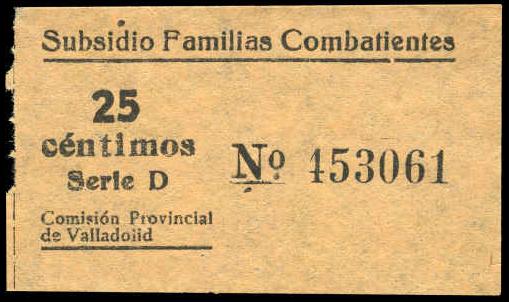 Subsidio Familias Combatientes
25
céntimos
Serie D
Nº 453061
Comisión Provincial
de Valladolid